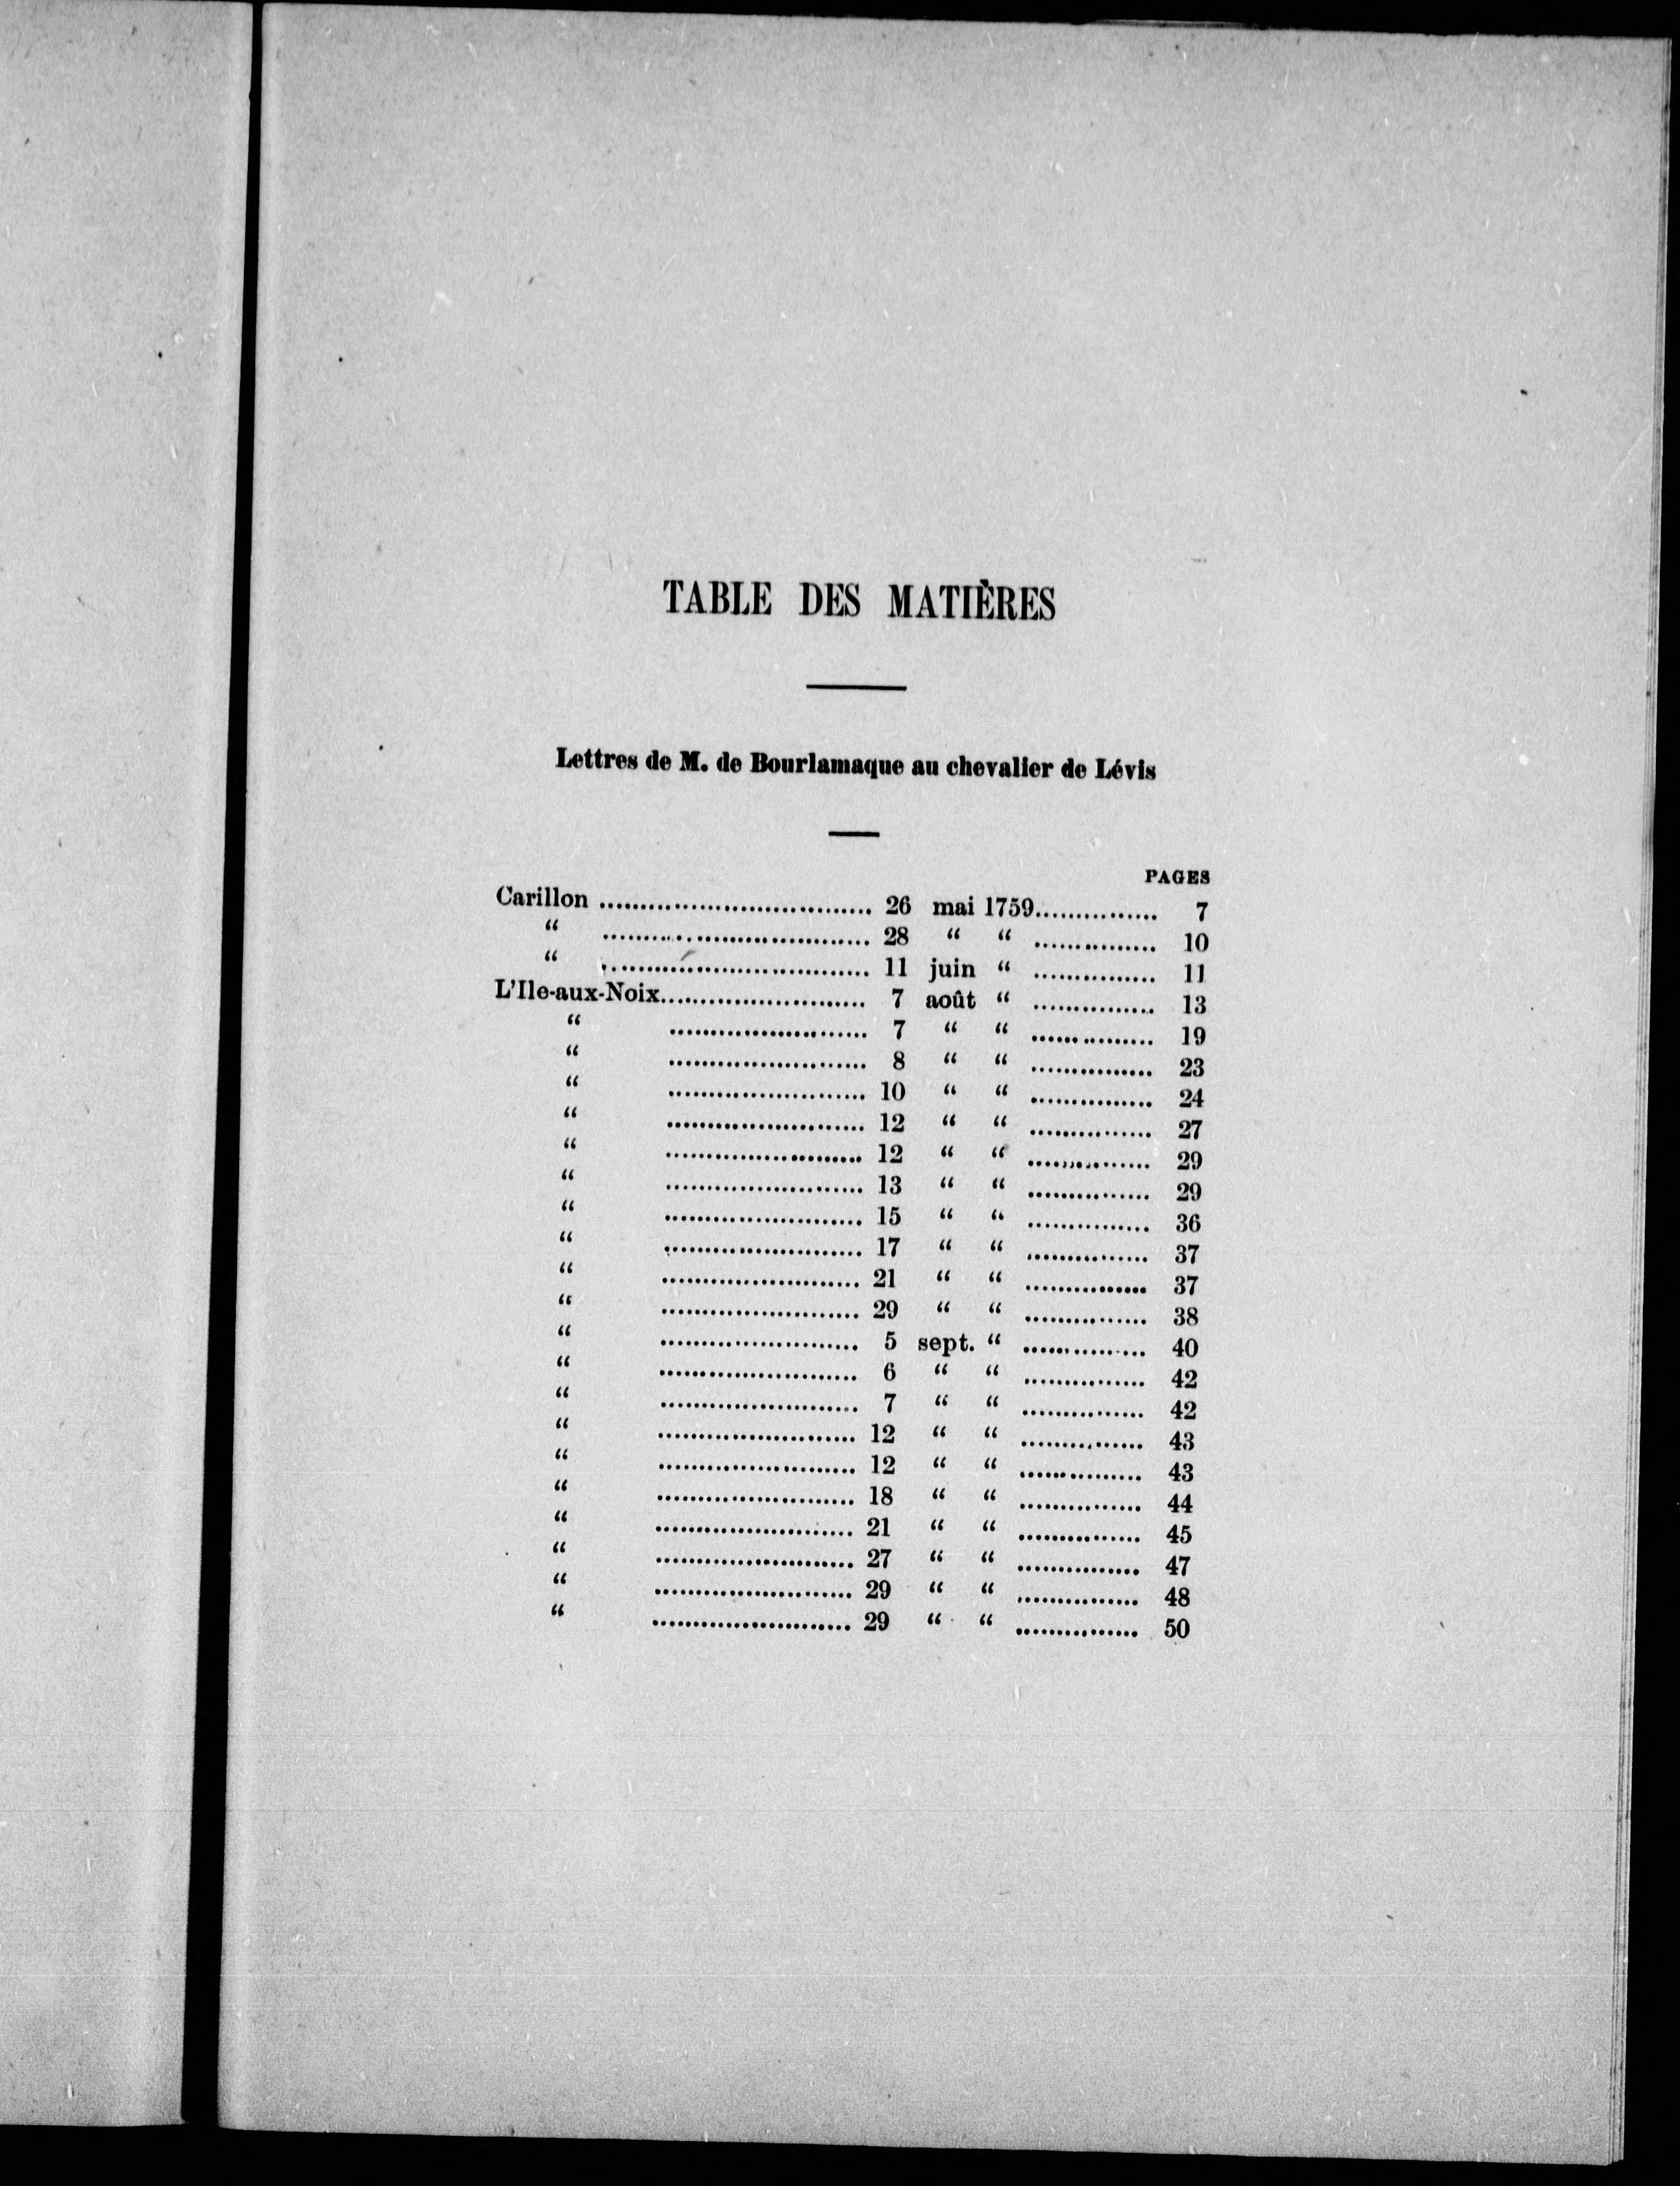 TABLE DES MATIÈRES
Lettres de M. de Bourlamaque au chevalier de Lévis
PAGES
Carillon ................................. 26 mai 1759............... 7
“ ................................ 28 “ “ ............... 10
“ ................................ 11 juin “ ............... 11
L'Ile-aux-Noix......................... 7 août “ ............... 13
“ ........................ 7 “ “ ............... 19
“ ........................ 8 “ “ ............... 23
“ ........................ 10 “ “ ............... 24
“ ........................ 12 “ “ ............... 27
“ ........................ 12 “ “ ............... 29
“ ........................ 13 “ “ ............... 29
“ ........................ 15 “ “ ............... 36
“ ........................ 17 “ “ ............... 37
“ ........................ 21 “ “ ............... 37
“ ........................ 29 “ “ ............... 38
“ ........................ 5 sept. “ ............... 40
“ ........................ 6 “ “ ............... 42
“ ........................ 7 “ “ ............... 42
“ ........................ 12 “ “ ............... 43
“ ........................ 12 “ “ ............... 43
“ ........................ 18 “ “ ............... 44
“ ........................ 21 “ “ ............... 45
“ ........................ 27 “ “ ............... 47
“ ........................ 29 “ “ ............... 48
“ ........................ 29 “ “ ............... 50